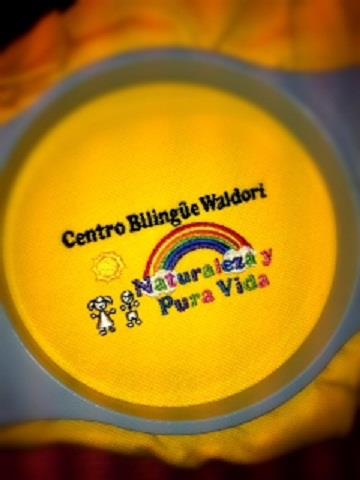 Centro Bilingüe Waldorf
Naturaleza y
Pura Vida